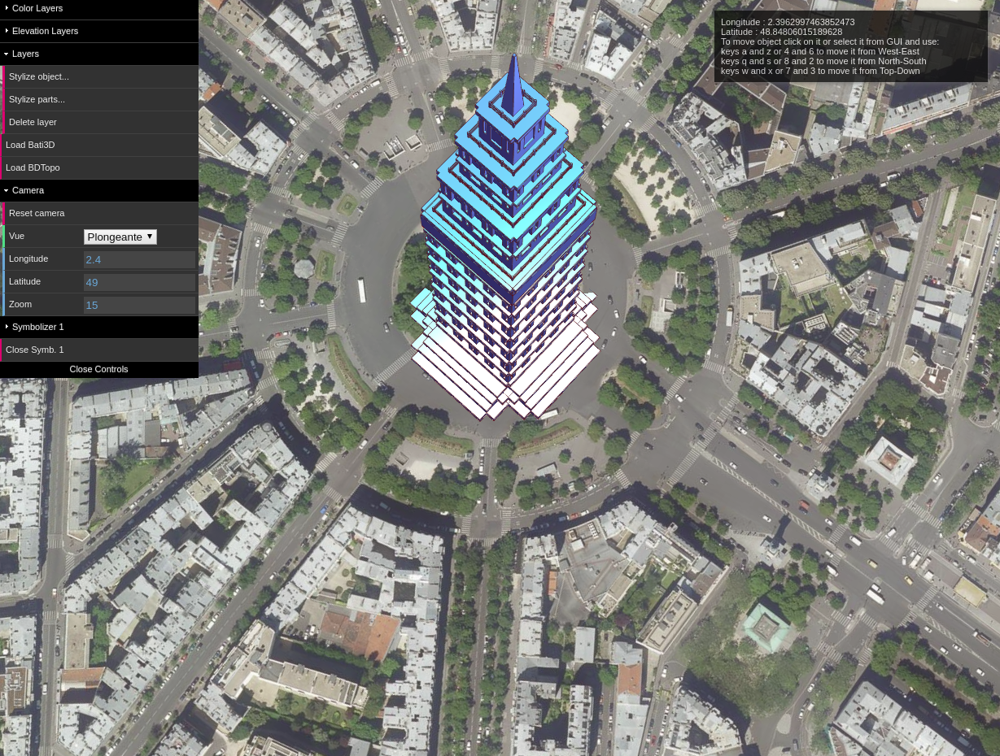 Color Layers
Elevation Layers
Layers
Stylize object...
Stylize parts...
Delete layer
Load Bati3D
Load BDTopo
Camera
Reset camera
Vue Plongeante
Longitude 2.4
Latitude 49
Zoom 15
Symbolizer 1
Close Symb. 1
Close Controls
Longitude : 2.3962997463852473
Latitude : 48.84806015189628
To move object click on it or select it from GUI and use:
keys a and z or 4 and 6 to move it from West-East
keys q and s or 8 and 2 to move it from North-South
keys w and x or 7 and 3 to move it from Top-Down